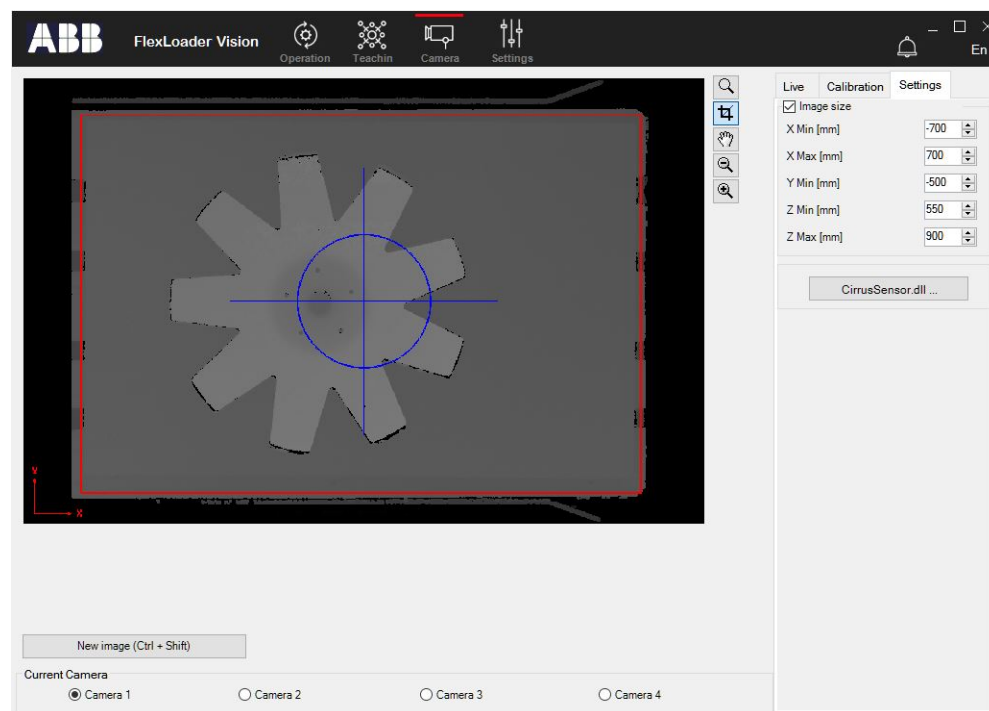 ABB
FlexLoader Vision
Operation
Teachin
Camera
Settings
En
Live
Calibration
Settings
Image size
X Min [mm]
-700
X Max [mm]
700
Y Min [mm]
-500
Z Min [mm]
550
Z Max [mm]
900
CirrusSensor.dll ...
Y
X
New image (Ctrl + Shift)
Current Camera
Camera 1
Camera 2
Camera 3
Camera 4